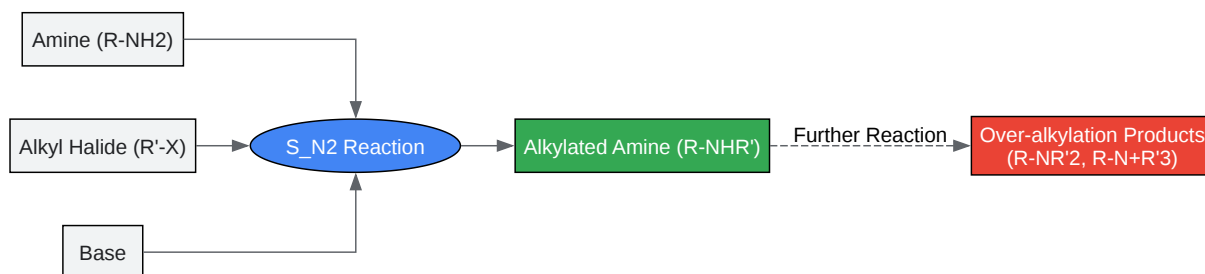 Amine (R-NH2)
Alkyl Halide (R'-X)
Base
S_N2 Reaction
Alkylated Amine (R-NHR')
Further Reaction
Over-alkylation Products
(R-NR'2, R-N+R'3)